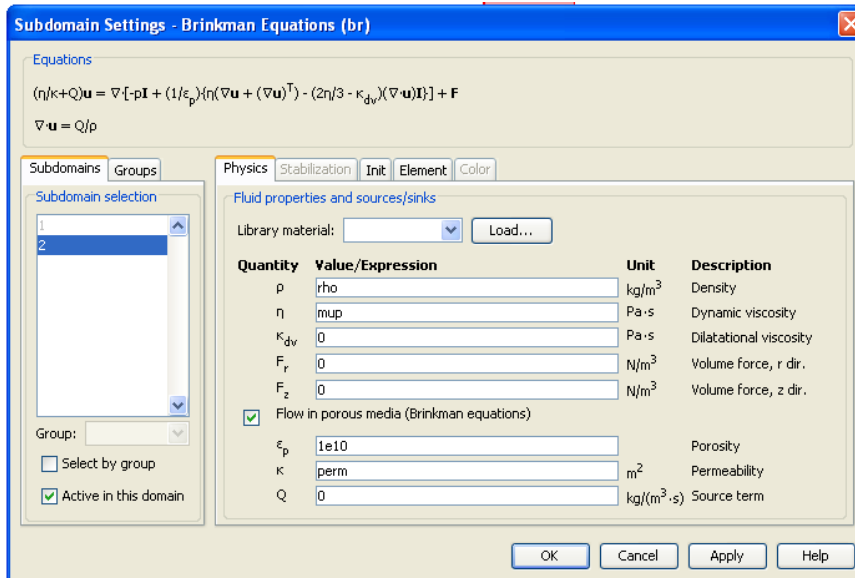 Subdomain Settings - Brinkman Equations (br)
Equations
(η/κ+Q)u = ∇·[-pI + (1/εp){η(∇u + (∇u)ᵀ) - (2η/3 - κdv)(∇·u)I}] + F
∇·u = Q/ρ
Subdomains Groups
Subdomain selection
1
2
Group:
Select by group
Active in this domain
Physics Stabilization Init Element Color
Fluid properties and sources/sinks
Library material: Load...
Quantity Value/Expression Unit Description
ρ rho kg/m³ Density
η mup Pa·s Dynamic viscosity
κdv 0 Pa·s Dilatational viscosity
Fr 0 N/m³ Volume force, r dir.
Fz 0 N/m³ Volume force, z dir.
Flow in porous media (Brinkman equations)
εp 1e10 Porosity
κ perm m² Permeability
Q 0 kg/(m³·s) Source term
OK Cancel Apply Help